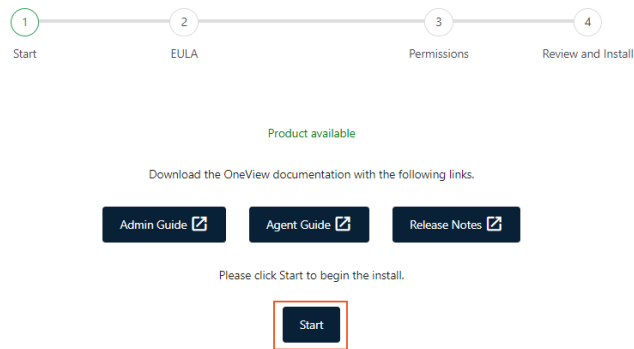 1 2 3 4
Start EULA Permissions Review and Install
Product available
Download the OneView documentation with the following links.
Admin Guide Agent Guide Release Notes
Please click Start to begin the install.
Start